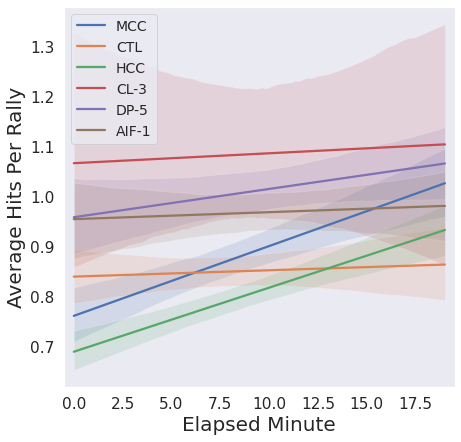 MCC
CTL
HCC
CL-3
DP-5
AIF-1
Average Hits Per Rally
1.3
1.2
1.1
1.0
0.9
0.8
0.7
0.0 2.5 5.0 7.5 10.0 12.5 15.0 17.5
Elapsed Minute